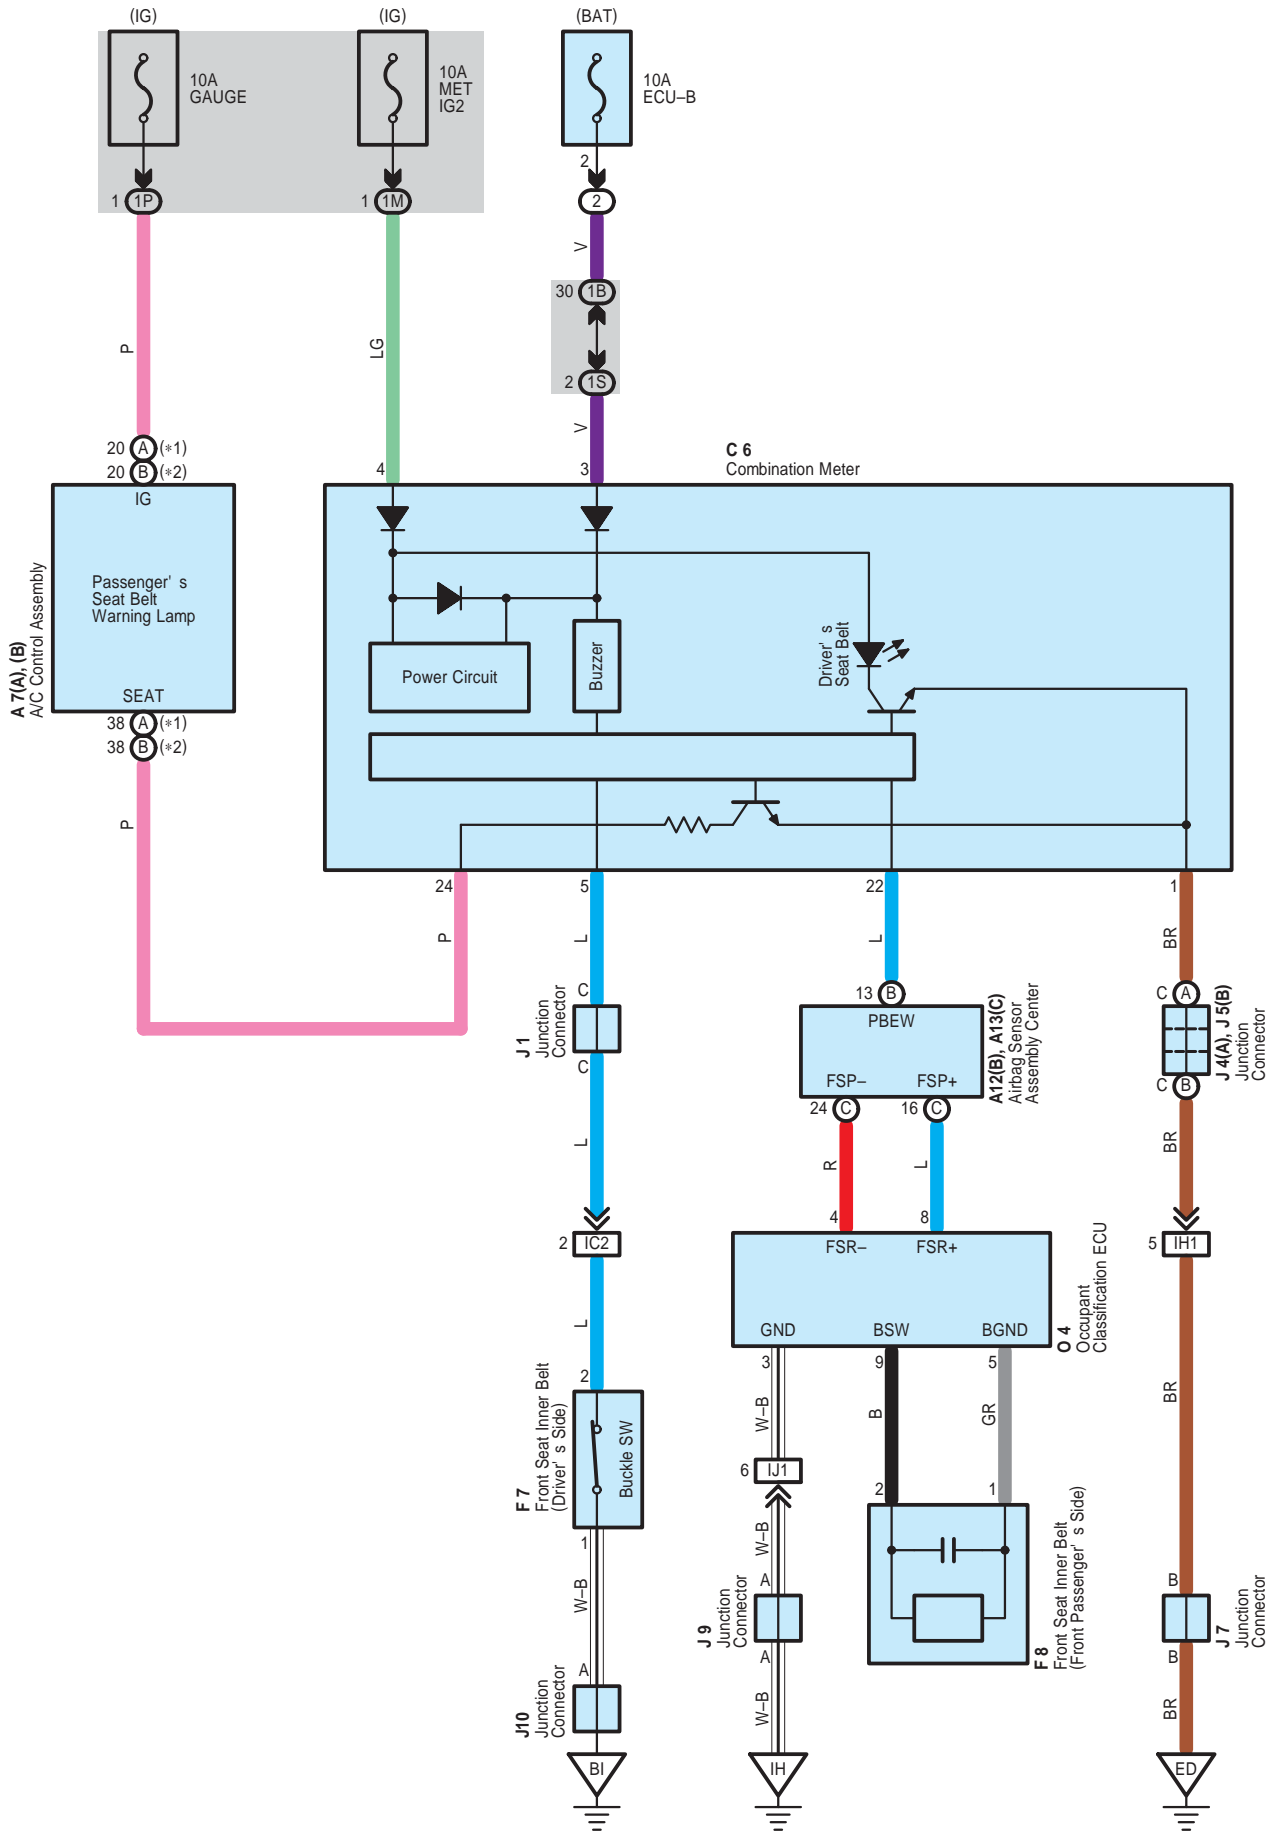 (IG)
(IG)
(BAT)
10A
GAUGE
10A
MET
IG2
10A
ECU–B
2
1 1P
1 1M
2
P
LG
V
30 1B
2 1S
V
20 A (*1)
20 B (*2)
4
3
C 6
Combination Meter
IG
Passenger' s
Seat Belt
Warning Lamp
SEAT
A 7(A), (B)
A/C Control Assembly
38 A (*1)
38 B (*2)
P
Power Circuit
Buzzer
Driver' s
Seat Belt
24
5
22
1
P
L
L
BR
C
J 1
Junction
Connector
C
13 B
PBEW
FSP–
FSP+
A12(B), A13(C)
Airbag Sensor
Assembly Center
C A
J 4(A), J 5(B)
Junction
Connector
C B
24 C
16 C
L
R
L
BR
4
8
2 IC2
FSR–
FSR+
GND
BSW
BGND
O 4
Occupant
Classification ECU
5 IH1
L
3
9
5
2
W–B
B
GR
BR
F 7
Front Seat Inner Belt
(Driver' s Side)
Buckle SW
6 IJ1
2
1
1
W–B
W–B
A
J 9
Junction
Connector
A
F 8
Front Seat Inner Belt
(Front Passenger' s Side)
B
J 7
Junction
Connector
B
A
J10
Junction
Connector
W–B
BR
BI
IH
ED